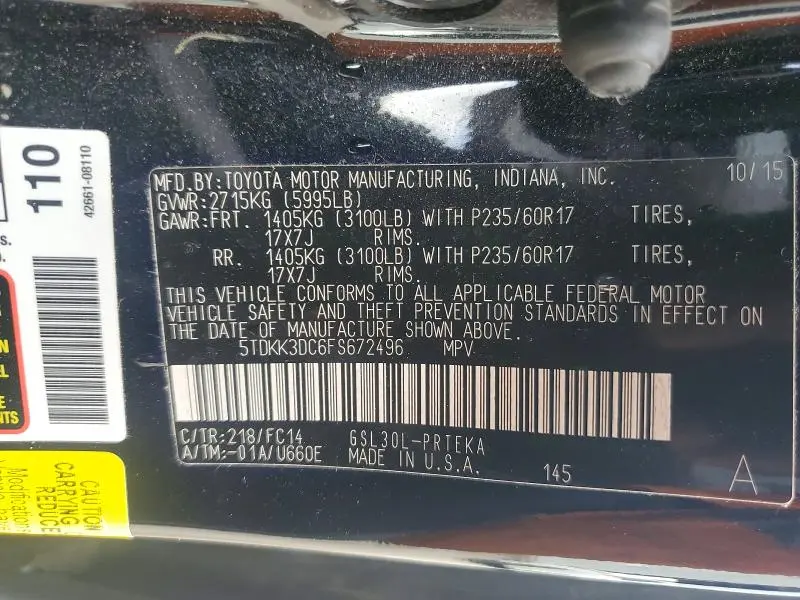 MFD.BY:TOYOTA MOTOR MANUFACTURING, INDIANA, INC. 10/15
GVWR:2715KG (5995LB)
GAWR:FRT. 1405KG (3100LB) WITH P235/60R17 TIRES,
17X7J RIMS.
RR. 1405KG (3100LB) WITH P235/60R17 TIRES,
17X7J RIMS.
THIS VEHICLE CONFORMS TO ALL APPLICABLE FEDERAL MOTOR
VEHICLE SAFETY AND THEFT PREVENTION STANDARDS IN EFFECT ON
THE DATE OF MANUFACTURE SHOWN ABOVE.
5TDKK3DC6FS672496 MPV
C/TR:218/FC14 GSL30L-PRTEKA
A/TM:-01A/U660E MADE IN U.S.A. 145 A
110
42661-08110
CAUTION
CARRYING
REDUCE
Modifications